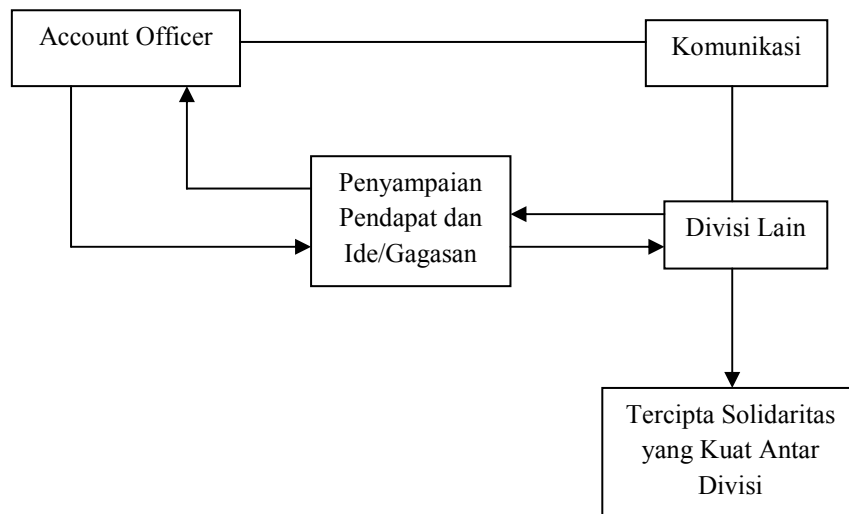 Account Officer
Komunikasi
Penyampaian
Pendapat dan
Ide/Gagasan
Divisi Lain
Tercipta Solidaritas
yang Kuat Antar
Divisi